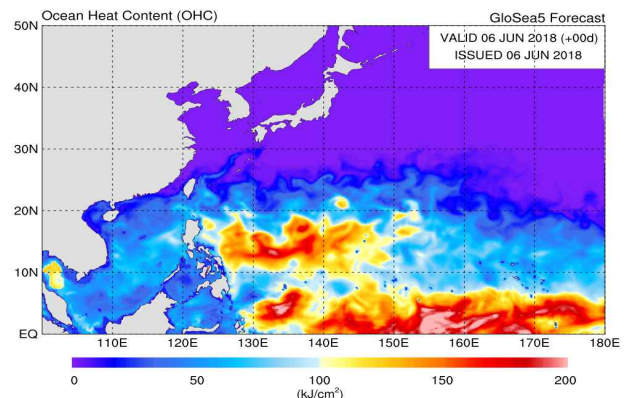 Ocean Heat Content (OHC) GloSea5 Forecast
VALID 06 JUN 2018 (+00d)
ISSUED 06 JUN 2018
50N
40N
30N
20N
10N
EQ
110E 120E 130E 140E 150E 160E 170E 180E
0 50 100 150 200
(kJ/cm²)